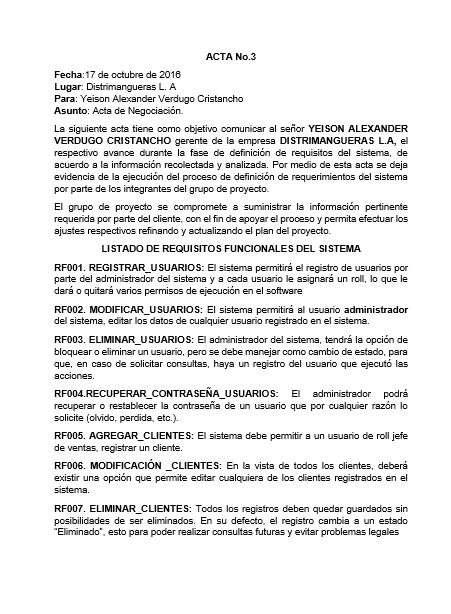 ACTA No.3
Fecha:17 de octubre de 2016
Lugar: Distrimangueras L. A
Para: Yeison Alexander Verdugo Cristancho
Asunto: Acta de Negociación.
La siguiente acta tiene como objetivo comunicar al señor YEISON ALEXANDER
VERDUGO CRISTANCHO gerente de la empresa DISTRIMANGUERAS L.A, el
respectivo avance durante la fase de definición de requisitos del sistema, de
acuerdo a la información recolectada y analizada. Por medio de esta acta se deja
evidencia de la ejecución del proceso de definición de requerimientos del sistema
por parte de los integrantes del grupo de proyecto.
El grupo de proyecto se compromete a suministrar la información pertinente
requerida por parte del cliente, con el fin de apoyar el proceso y permita efectuar los
ajustes respectivos refinando y actualizando el plan del proyecto.
LISTADO DE REQUISITOS FUNCIONALES DEL SISTEMA
RF001. REGISTRAR_USUARIOS: El sistema permitirá el registro de usuarios por
parte del administrador del sistema y a cada usuario le asignará un roll, lo que le
dará o quitará varios permisos de ejecución en el software
RF002. MODIFICAR_USUARIOS: El sistema permitirá al usuario administrador
del sistema, editar los datos de cualquier usuario registrado en el sistema.
RF003. ELIMINAR_USUARIOS: El administrador del sistema, tendrá la opción de
bloquear o eliminar un usuario, pero se debe manejar como cambio de estado, para
que, en caso de solicitar consultas, haya un registro del usuario que ejecutó las
acciones.
RF004.RECUPERAR_CONTRASEÑA_USUARIOS: El administrador podrá
recuperar o restablecer la contraseña de un usuario que por cualquier razón lo
solicite (olvido, perdida, etc.).
RF005. AGREGAR_CLIENTES: El sistema debe permitir a un usuario de roll jefe
de ventas, registrar un cliente.
RF006. MODIFICACIÓN _CLIENTES: En la vista de todos los clientes, deberá
existir una opción que permite editar cualquiera de los clientes registrados en el
sistema.
RF007. ELIMINAR_CLIENTES: Todos los registros deben quedar guardados sin
posibilidades de ser eliminados. En su defecto, el registro cambia a un estado
"Eliminado", esto para poder realizar consultas futuras y evitar problemas legales